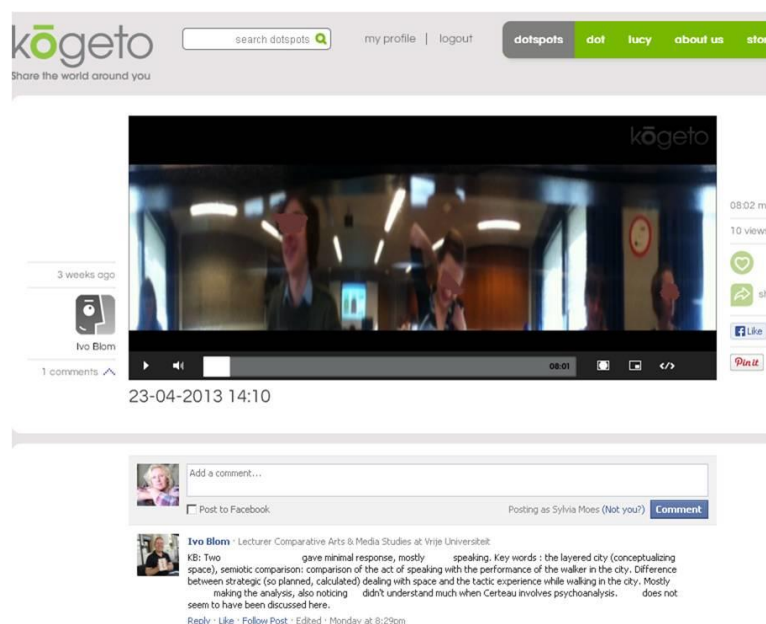 kōgeto
Share the world around you
search dotspots
my profile | logout
dotspots dot lucy about us
kōgeto
08:02
10 views
3 weeks ago
Ivo Blom
1 comments
08:01
Like
Pin it
23-04-2013 14:10
Add a comment...
Post to Facebook
Posting as Sylvia Moes (Not you?) Comment
Ivo Blom · Lecturer Comparative Arts & Media Studies at Vrije Universiteit
KB: Two gave minimal response, mostly speaking. Key words : the layered city (conceptualizing
space), semiotic comparison: comparison of the act of speaking with the performance of the walker in the city. Difference
between strategic (so planned, calculated) dealing with space and the tactic experience while walking in the city. Mostly
making the analysis, also noticing didn't understand much when Certeau involves psychoanalysis. does not
seem to have been discussed here.
Reply · Like · Follow Post · Edited · Monday at 8:29pm